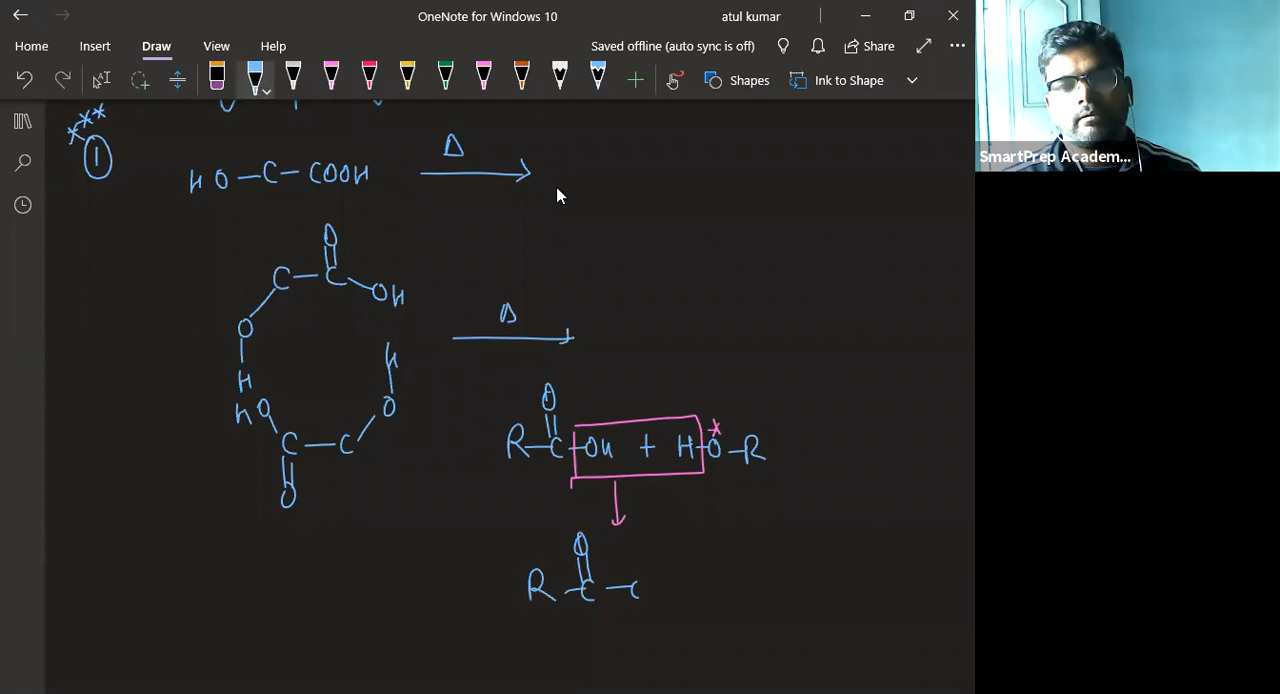 OneNote for Windows 10
atul kumar
Home Insert Draw View Help
Saved offline (auto sync is off)
Share
Shapes
Ink to Shape
SmartPrep Academ...
***
1
HO-C-COOH Δ
O
C-C
OH
O
H
H
HO
O
C-C
O
Δ
O
R-C-OH + H-O-R
*
O
R-C-